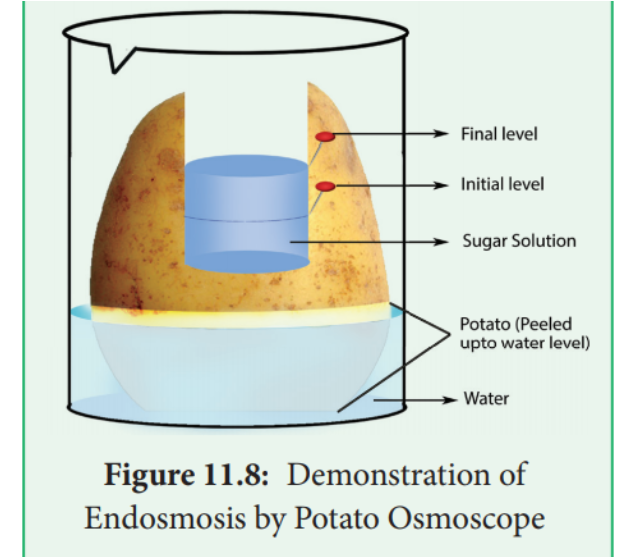 Final level
Initial level
Sugar Solution
Potato (Peeled
upto water level)
Water
Figure 11.8: Demonstration of
Endosmosis by Potato Osmoscope